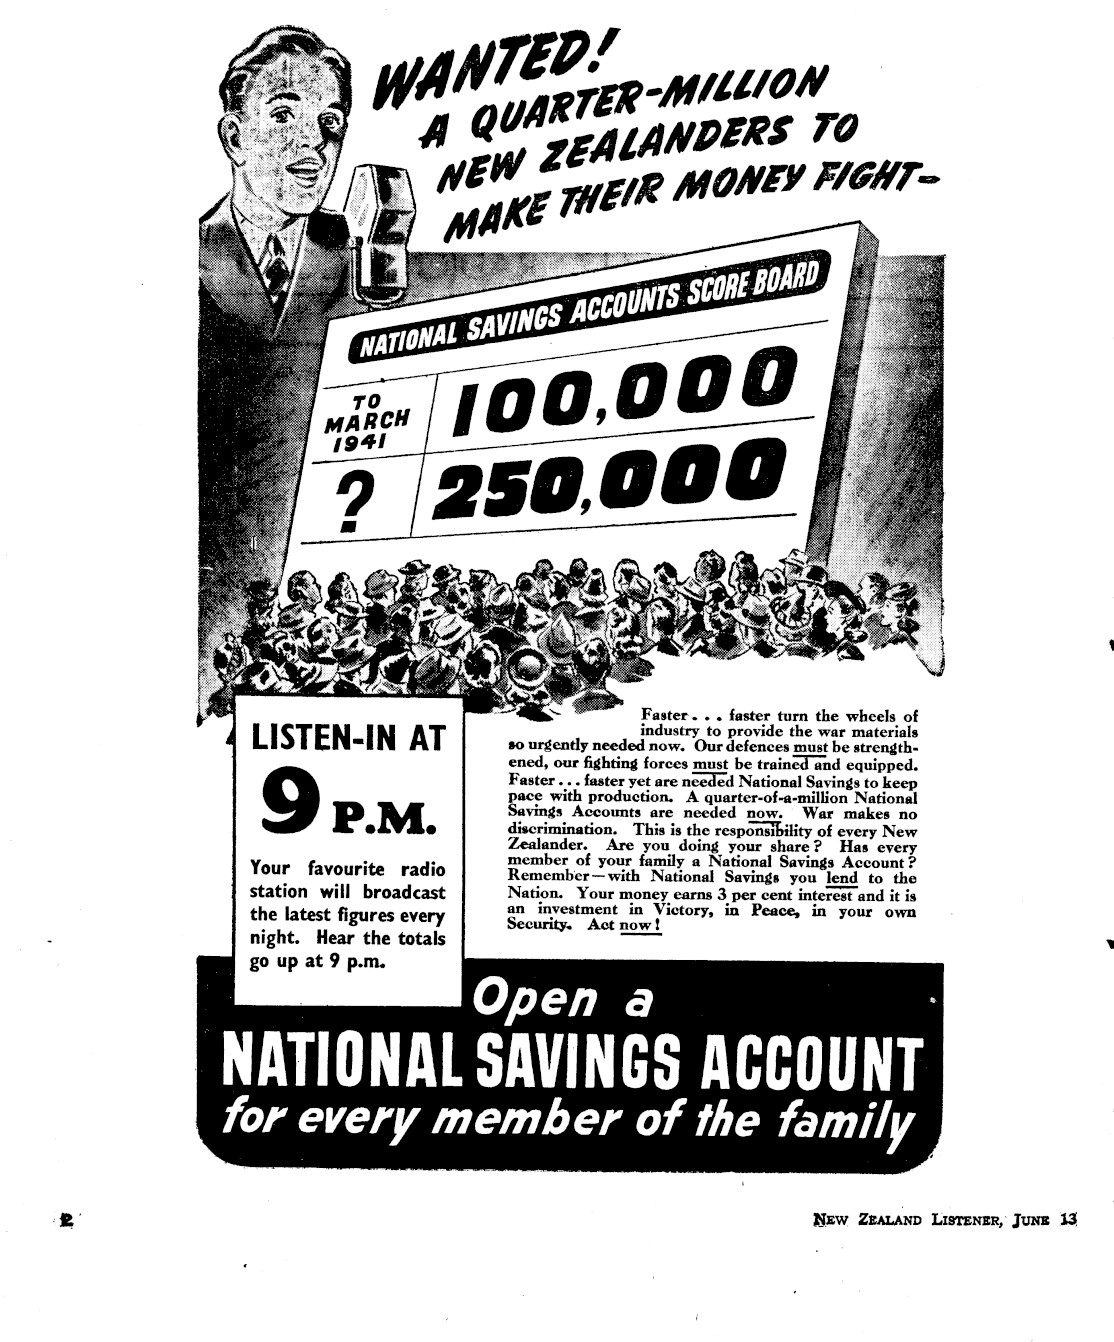 WANTED!
A QUARTER-MILLION
NEW ZEALANDERS TO
MAKE THEIR MONEY FIGHT-
NATIONAL SAVINGS ACCOUNTS SCORE BOARD
TO
MARCH
1941
100,000
?
250,000
LISTEN-IN AT
9 P.M.
Your favourite radio
station will broadcast
the latest figures every
night. Hear the totals
go up at 9 p.m.
Faster . . . faster turn the wheels of
industry to provide the war materials
so urgently needed now. Our defences must be strength-
ened, our fighting forces must be trained and equipped.
Faster . . . faster yet are needed National Savings to keep
pace with production. A quarter-of-a-million National
Savings Accounts are needed now. War makes no
discrimination. This is the responsibility of every New
Zealander. Are you doing your share? Has every
member of your family a National Savings Account?
Remember—with National Savings you lend to the
Nation. Your money earns 3 per cent interest and it is
an investment in Victory, in Peace, in your own
Security. Act now!
Open a
NATIONAL SAVINGS ACCOUNT
for every member of the family
2
NEW ZEALAND LISTENER, JUNE 13